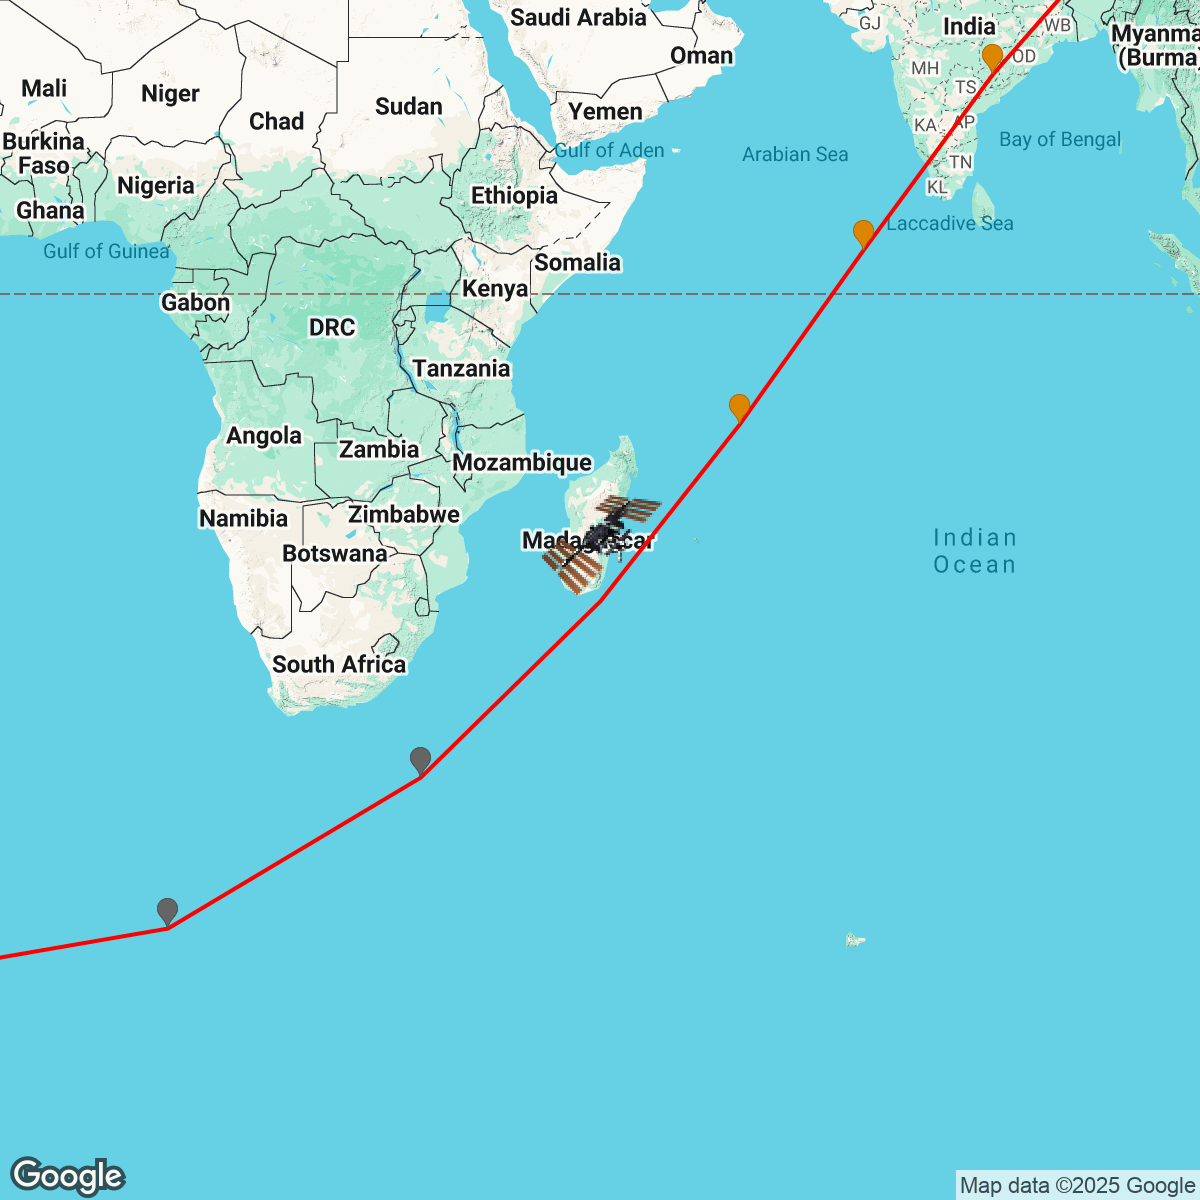 Saudi Arabia
GJ
India
WB
Myanma
(Burma)
Oman
OD
MH
TS
Mali
Niger
Sudan
Yemen
Chad
KA
AP
Burkina
Faso
Gulf of Aden
Arabian Sea
Bay of Bengal
TN
Nigeria
Ethiopia
KL
Ghana
Laccadive Sea
Gulf of Guinea
Somalia
Kenya
Gabon
DRC
Tanzania
Angola
Zambia
Mozambique
Namibia
Zimbabwe
Madagascar
Botswana
Indian
Ocean
South Africa
Google
Map data ©2025 Google